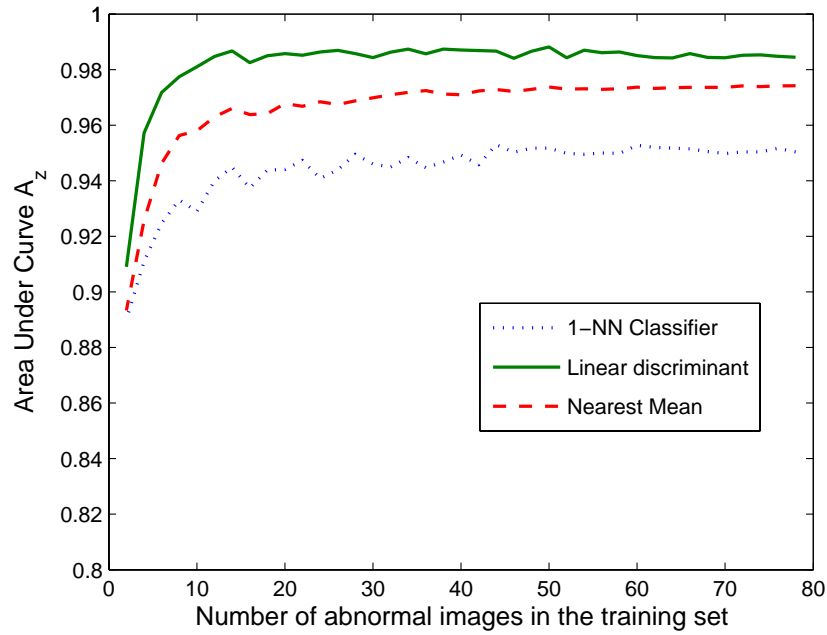 1
0.98
0.96
0.94
0.92
0.9
0.88
0.86
0.84
0.82
0.8
Area Under Curve A_z
1−NN Classifier
Linear discriminant
Nearest Mean
0 10 20 30 40 50 60 70 80
Number of abnormal images in the training set